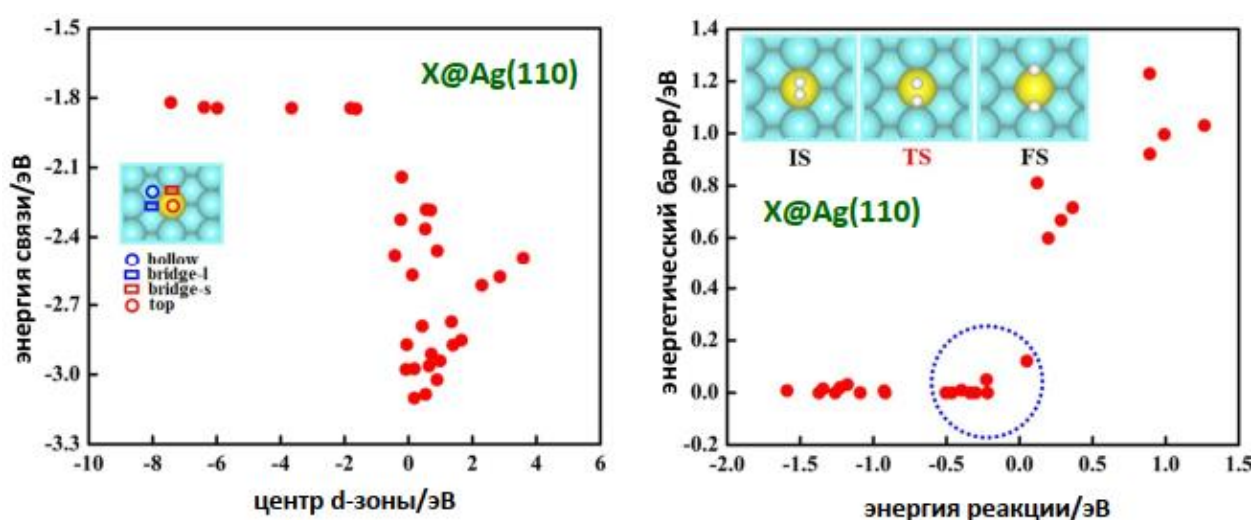 -1.5
-1.8
-2.1
-2.4
-2.7
-3.0
-3.3
энергия связи/эВ
X@Ag(110)
hollow
bridge-l
bridge-s
top
-10 -8 -6 -4 -2 0 2 4 6
центр d-зоны/эВ
1.4
1.2
1.0
0.8
0.6
0.4
0.2
0.0
-0.2
энергетический барьер/эВ
IS TS FS
X@Ag(110)
-2.0 -1.5 -1.0 -0.5 0.0 0.5 1.0 1.5
энергия реакции/эВ